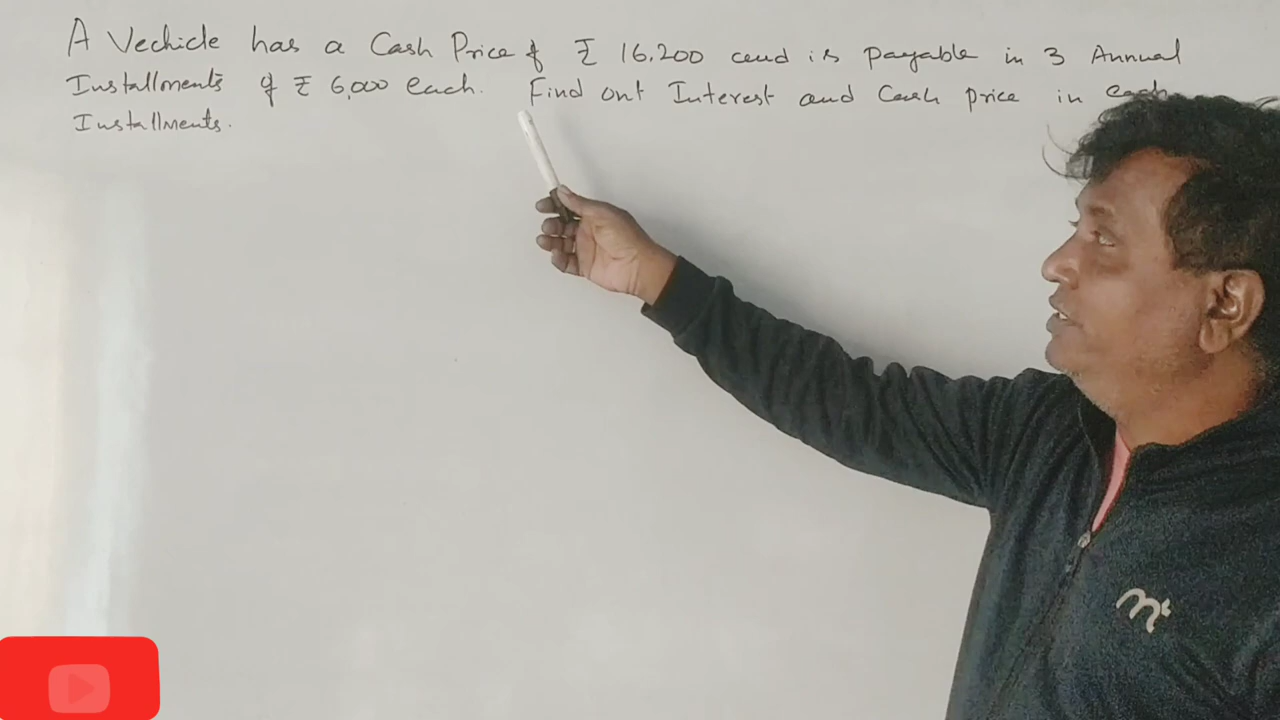 A Vechicle has a Cash Price of ₹ 16,200 and is payable in 3 Annual
Installments of ₹ 6,000 each. Find out Interest and Cash price in each
Installments.